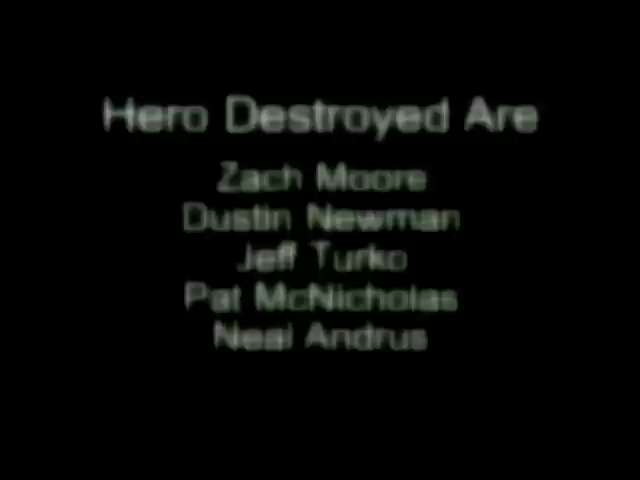 Hero Destroyed Are
Zach Moore
Dustin Newman
Jeff Turko
Pat McNicholas
Neal Andrus